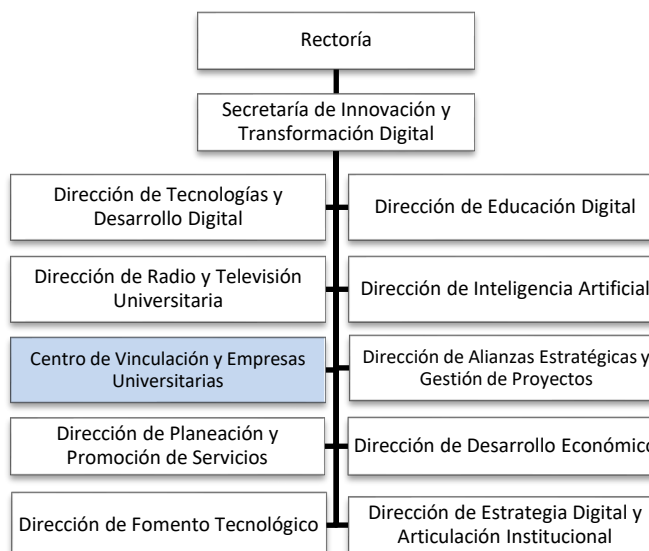 Rectoría
Secretaría de Innovación y
Transformación Digital
Dirección de Tecnologías y
Desarrollo Digital
Dirección de Educación Digital
Dirección de Radio y Televisión
Universitaria
Dirección de Inteligencia Artificial
Centro de Vinculación y Empresas
Universitarias
Dirección de Alianzas Estratégicas y
Gestión de Proyectos
Dirección de Planeación y
Promoción de Servicios
Dirección de Desarrollo Económico
Dirección de Fomento Tecnológico
Dirección de Estrategia Digital y
Articulación Institucional